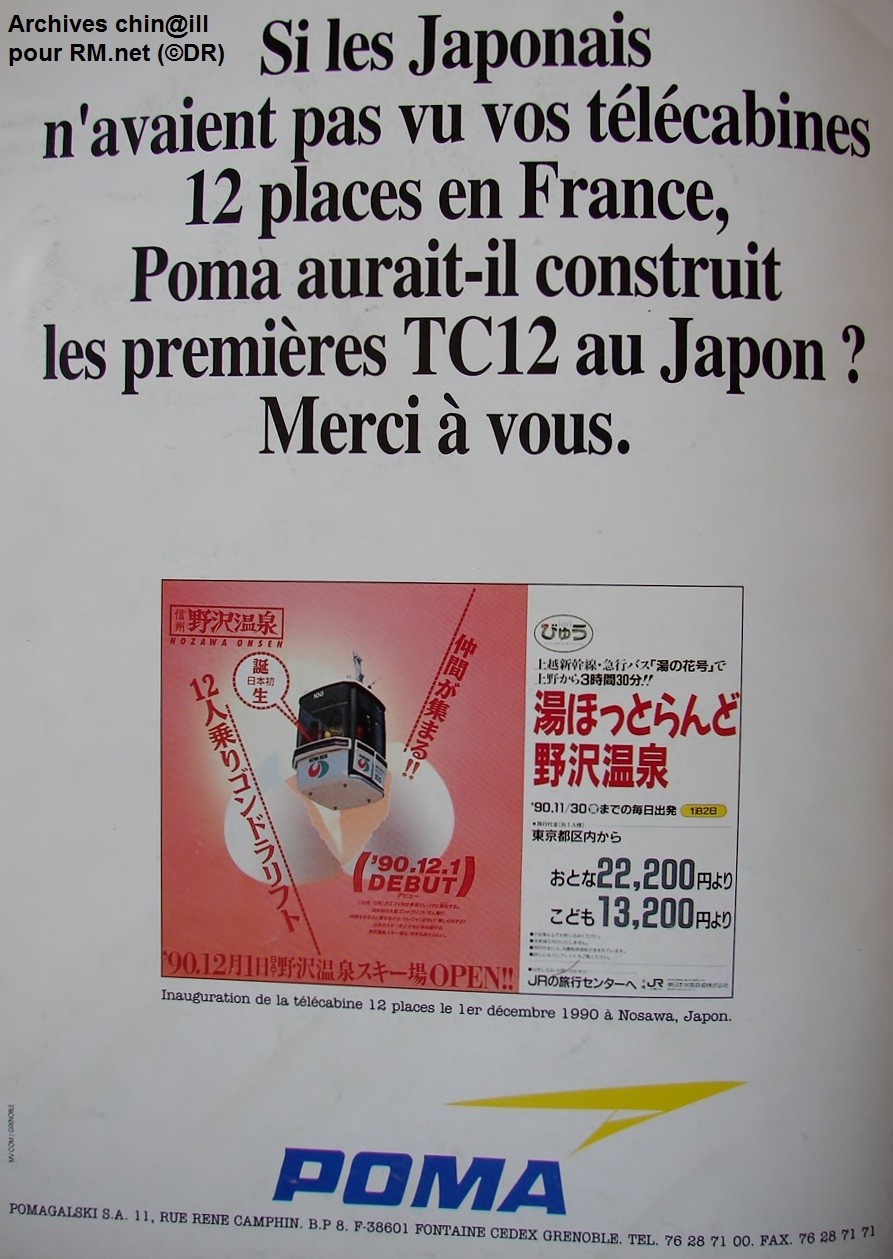 Archives chin@ill
pour RM.net (©DR)
Si les Japonais
n'avaient pas vu vos télécabines
12 places en France,
Poma aurait-il construit
les premières TC12 au Japon ?
Merci à vous.
信州 野沢温泉
NOZAWA ONSEN
誕
日本初
生
12人乗りゴンドラリフト
仲間が集まる!!
100
'90.12.1
DEBUT
デビュー
'90.12月1日 野沢温泉スキー場OPEN!!
びゅう
上越新幹線・急行バス「湯の花号」で
上野から3時間30分!!
湯ほっとらんど
野沢温泉
'90.11/30 までの毎日出発 1泊2日
東京都区内から
おとな22,200円より
こども13,200円より
JRの旅行センターへ JR
Inauguration de la télécabine 12 places le 1er décembre 1990 à Nosawa, Japon.
MV COM / GRENOBLE
POMA
POMAGALSKI S.A. 11, RUE RENE CAMPHIN. B.P 8. F-38601 FONTAINE CEDEX GRENOBLE. TEL. 76 28 71 00. FAX. 76 28 71 71